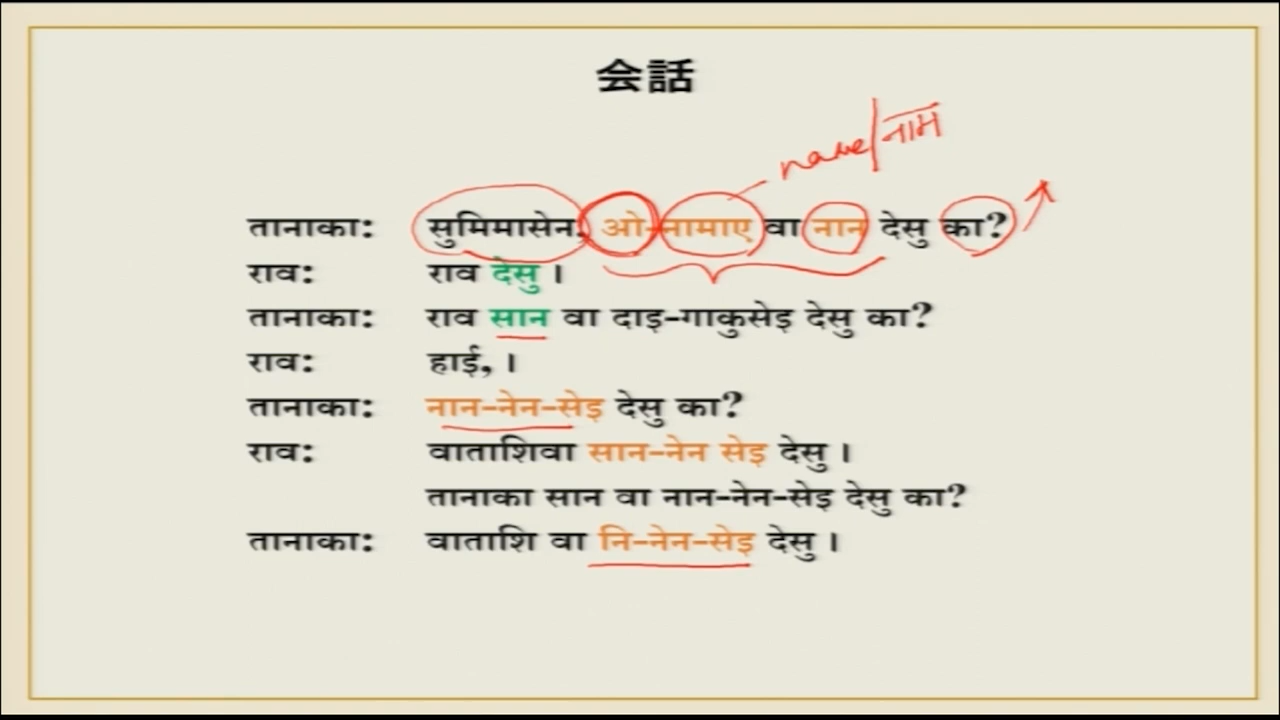 会話
name/नाम
तानाका: सुमिमासेन, ओ-नामाए वा नान देसु का?
राव: राव देसु ।
तानाका: राव सान वा दाइ-गाकुसेइ देसु का?
राव: हाई, ।
तानाका: नान-नेन-सेइ देसु का?
राव: वाताशिवा सान-नेन सेइ देसु ।
तानाका सान वा नान-नेन-सेइ देसु का?
तानाका: वाताशि वा नि-नेन-सेइ देसु ।